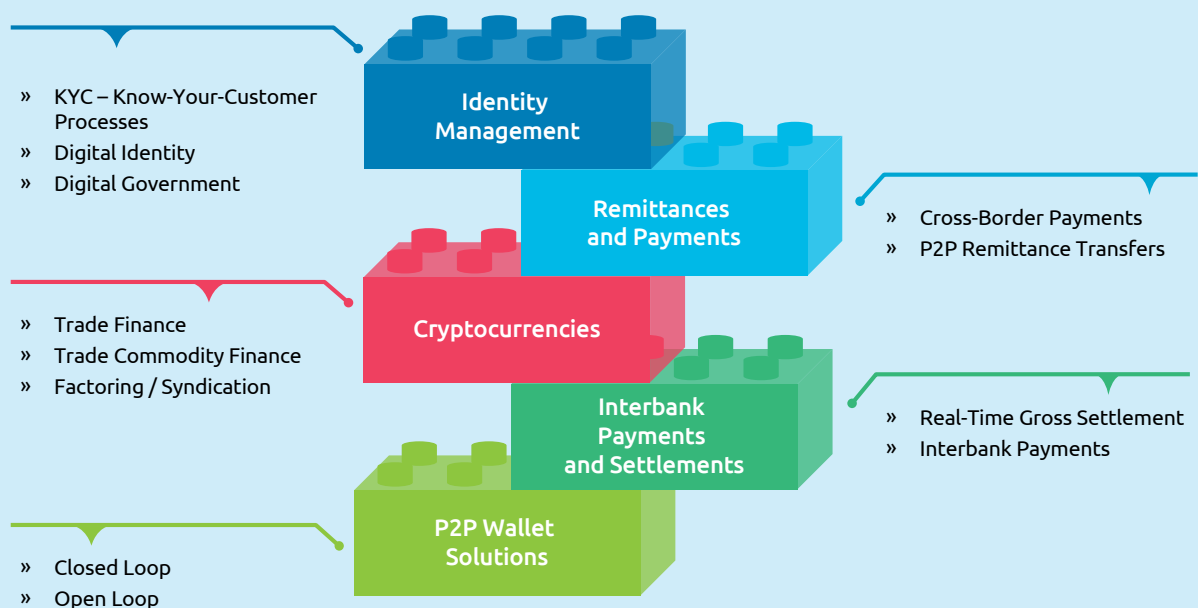 Identity
Management
» KYC – Know-Your-Customer
Processes
» Digital Identity
» Digital Government
Remittances
and Payments
» Cross-Border Payments
» P2P Remittance Transfers
Cryptocurrencies
» Trade Finance
» Trade Commodity Finance
» Factoring / Syndication
Interbank
Payments
and Settlements
» Real-Time Gross Settlement
» Interbank Payments
P2P Wallet
Solutions
» Closed Loop
» Open Loop